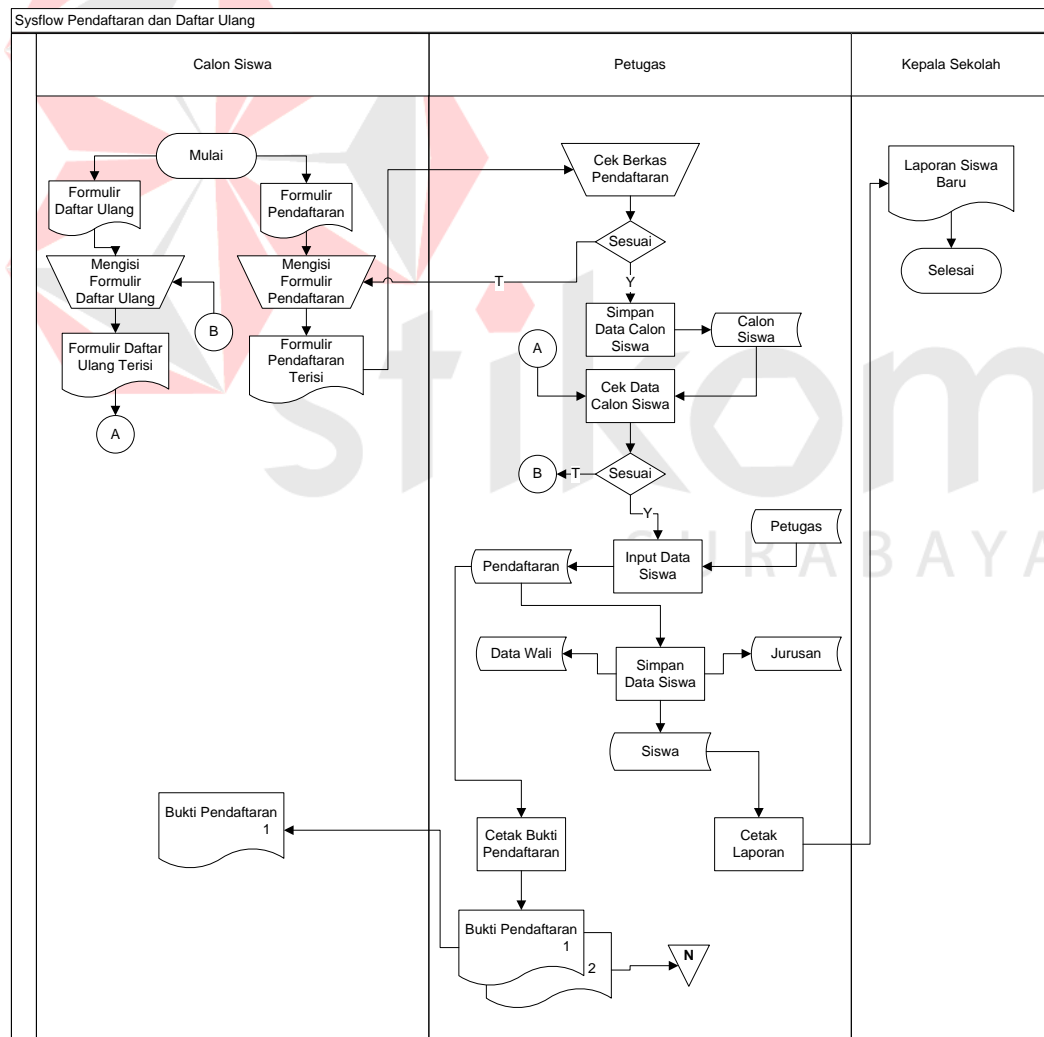 Sysflow Pendaftaran dan Daftar Ulang
Calon Siswa
Petugas
Kepala Sekolah
Mulai
Formulir
Daftar Ulang
Formulir
Pendaftaran
Mengisi
Formulir
Daftar Ulang
Mengisi
Formulir
Pendaftaran
B
Formulir Daftar
Ulang Terisi
Formulir
Pendaftaran
Terisi
A
Cek Berkas
Pendaftaran
Sesuai
T
Y
Simpan
Data Calon
Siswa
Calon
Siswa
A
Cek Data
Calon Siswa
Sesuai
T
B
Y
Petugas
Input Data
Siswa
Pendaftaran
Data Wali
Simpan
Data Siswa
Jurusan
Siswa
Cetak Bukti
Pendaftaran
Cetak
Laporan
Bukti Pendaftaran
1
Bukti Pendaftaran
1
2
N
Laporan Siswa
Baru
Selesai
stikom
SURABAYA